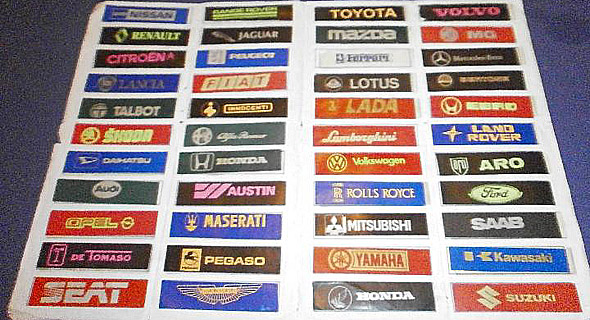 NISSAN
RANGE ROVER
TOYOTA
VOLVO
RENAULT
JAGUAR
mazda
MG
CITROËN
PEUGEOT
Ferrari
Mercedes-Benz
LANCIA
FIAT
LOTUS
TALBOT
INNOCENTI
LADA
EBRO
SKODA
Alfa Romeo
Lamborghini
LAND ROVER
DAIHATSU
HONDA
Volkswagen
ARO
Audi
AUSTIN
ROLLS ROYCE
Ford
OPEL
MASERATI
MITSUBISHI
SAAB
DE TOMASO
PEGASO
YAMAHA
Kawasaki
SEAT
HONDA
SUZUKI